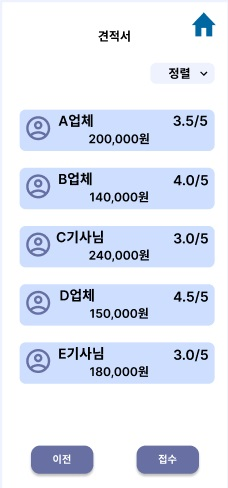 견적서
정렬
A업체 3.5/5
200,000원
B업체 4.0/5
140,000원
C기사님 3.0/5
240,000원
D업체 4.5/5
150,000원
E기사님 3.0/5
180,000원
이전 접수